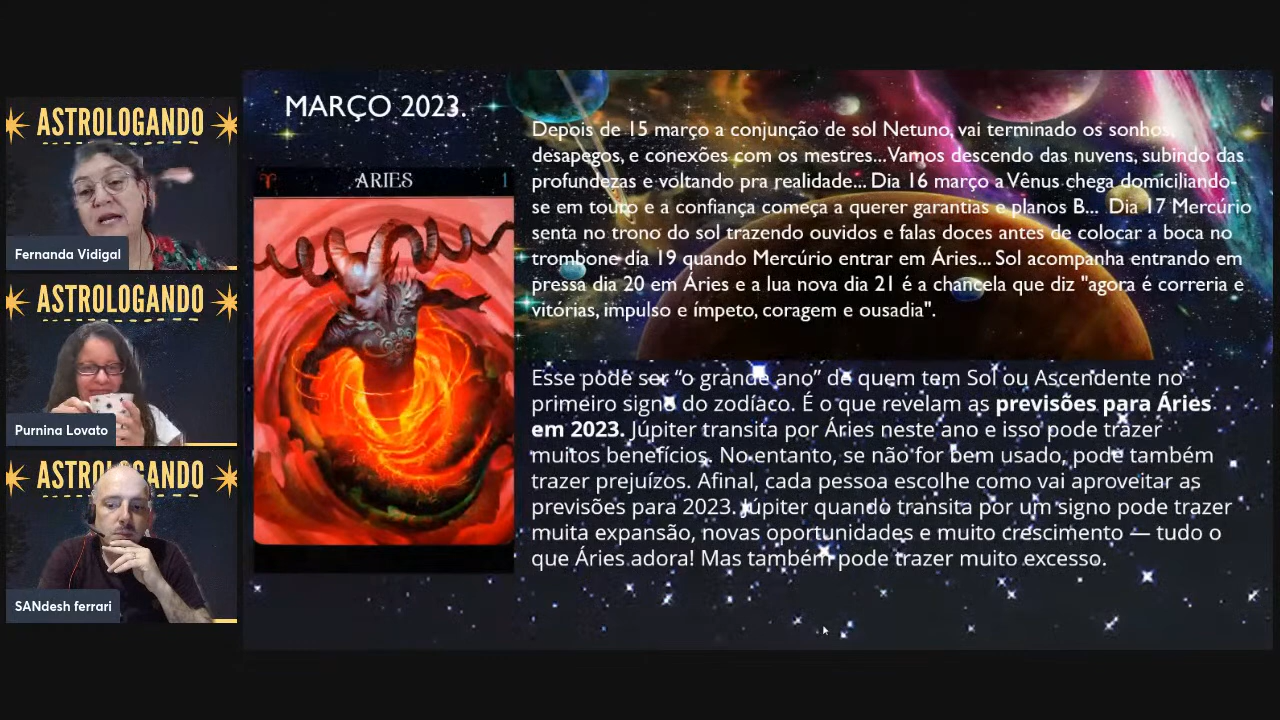 ASTROLOGANDO
Fernanda Vidigal
ASTROLOGANDO
Purnina Lovato
ASTROLOGANDO
SANdesh ferrari
MARÇO 2023.
ARIES 1
Depois de 15 março a conjunção de sol Netuno, vai terminado os sonhos,
desapegos, e conexões com os mestres... Vamos descendo das nuvens, subindo das
profundezas e voltando pra realidade... Dia 16 março a Vênus chega domiciliando-
se em touro e a confiança começa a querer garantias e planos B... Dia 17 Mercúrio
senta no trono do sol trazendo ouvidos e falas doces antes de colocar a boca no
trombone dia 19 quando Mercúrio entrar em Áries... Sol acompanha entrando em
pressa dia 20 em Áries e a lua nova dia 21 é a chancela que diz "agora é correria e
vitórias, impulso e ímpeto, coragem e ousadia".
Esse pode ser “o grande ano” de quem tem Sol ou Ascendente no
primeiro signo do zodíaco. É o que revelam as previsões para Áries
em 2023. Júpiter transita por Áries neste ano e isso pode trazer
muitos benefícios. No entanto, se não for bem usado, pode também
trazer prejuízos. Afinal, cada pessoa escolhe como vai aproveitar as
previsões para 2023. Júpiter quando transita por um signo pode trazer
muita expansão, novas oportunidades e muito crescimento — tudo o
que Áries adora! Mas também pode trazer muito excesso.